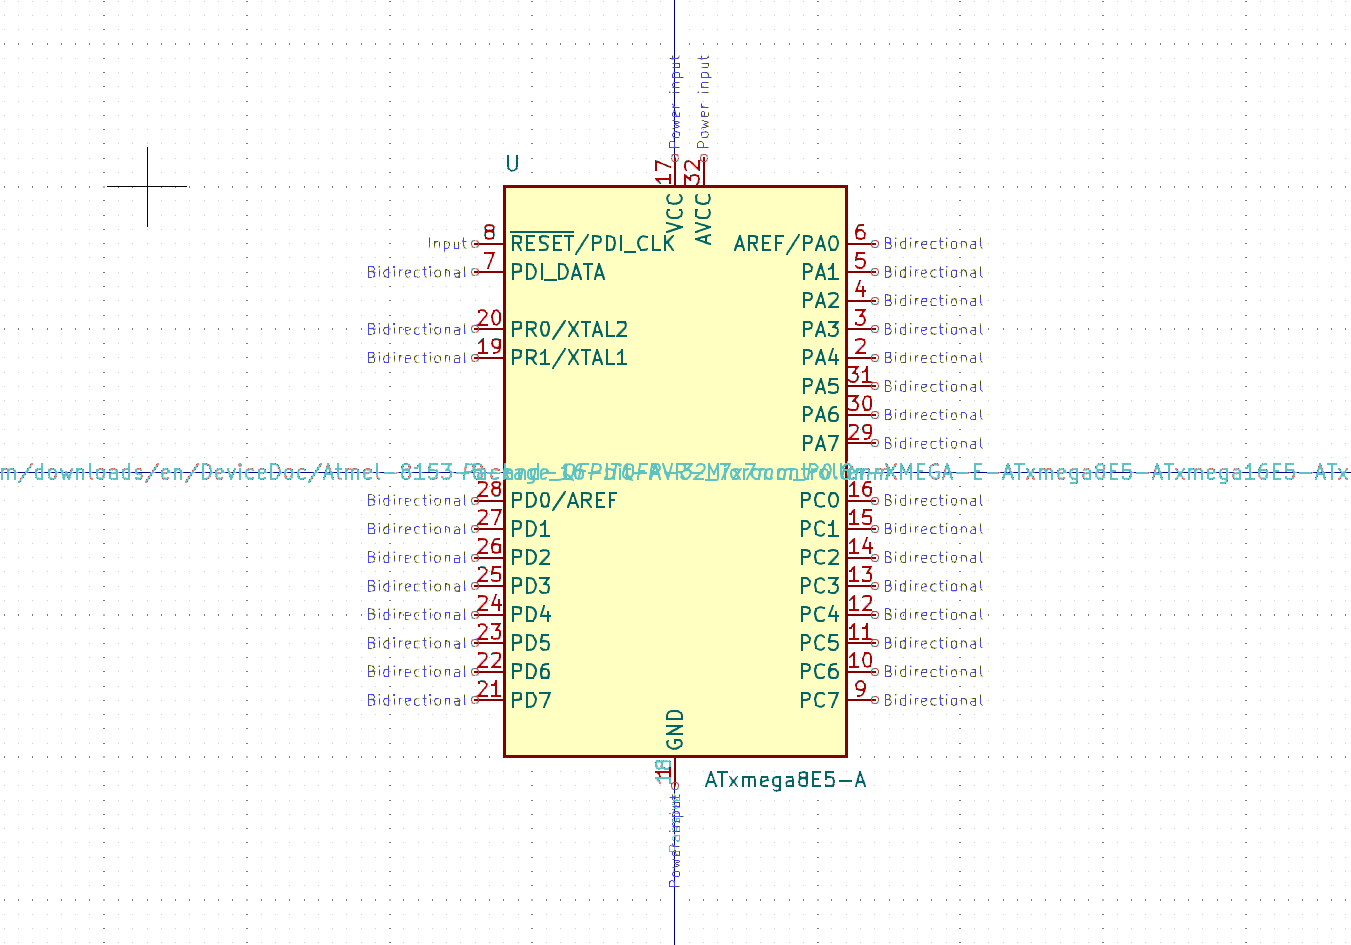 Power input
Power input
U
17
32
VCC
AVCC
Input 8 RESET/PDI_CLK
AREF/PA0 6 Bidirectional
Bidirectional 7 PDI_DATA
PA1 5 Bidirectional
PA2 4 Bidirectional
Bidirectional 20 PR0/XTAL2
PA3 3 Bidirectional
Bidirectional 19 PR1/XTAL1
PA4 2 Bidirectional
PA5 31 Bidirectional
PA6 30 Bidirectional
PA7 29 Bidirectional
m/downloads/en/DeviceDoc/Atmel-8153 XMEGA-E-ATxmega8E5-ATxmega16E5-ATx
Bidirectional 28 PD0/AREF
PC0 16 Bidirectional
Bidirectional 27 PD1
PC1 15 Bidirectional
Bidirectional 26 PD2
PC2 14 Bidirectional
Bidirectional 25 PD3
PC3 13 Bidirectional
Bidirectional 24 PD4
PC4 12 Bidirectional
Bidirectional 23 PD5
PC5 11 Bidirectional
Bidirectional 22 PD6
PC6 10 Bidirectional
Bidirectional 21 PD7
PC7 9 Bidirectional
GND
1
18
ATxmega8E5-A
Power input